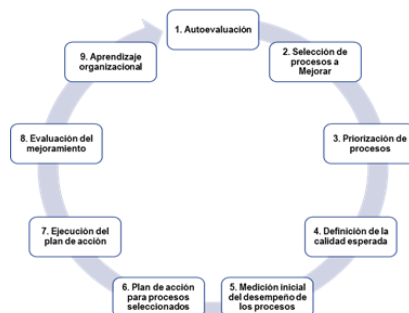 1. Autoevaluación
2. Selección de
procesos a
Mejorar
3. Priorización de
procesos
4. Definición de la
calidad esperada
5. Medición inicial
del desempeño de
los procesos
6. Plan de acción
para procesos
seleccionados
7. Ejecución del
plan de acción
8. Evaluación del
mejoramiento
9. Aprendizaje
organizacional